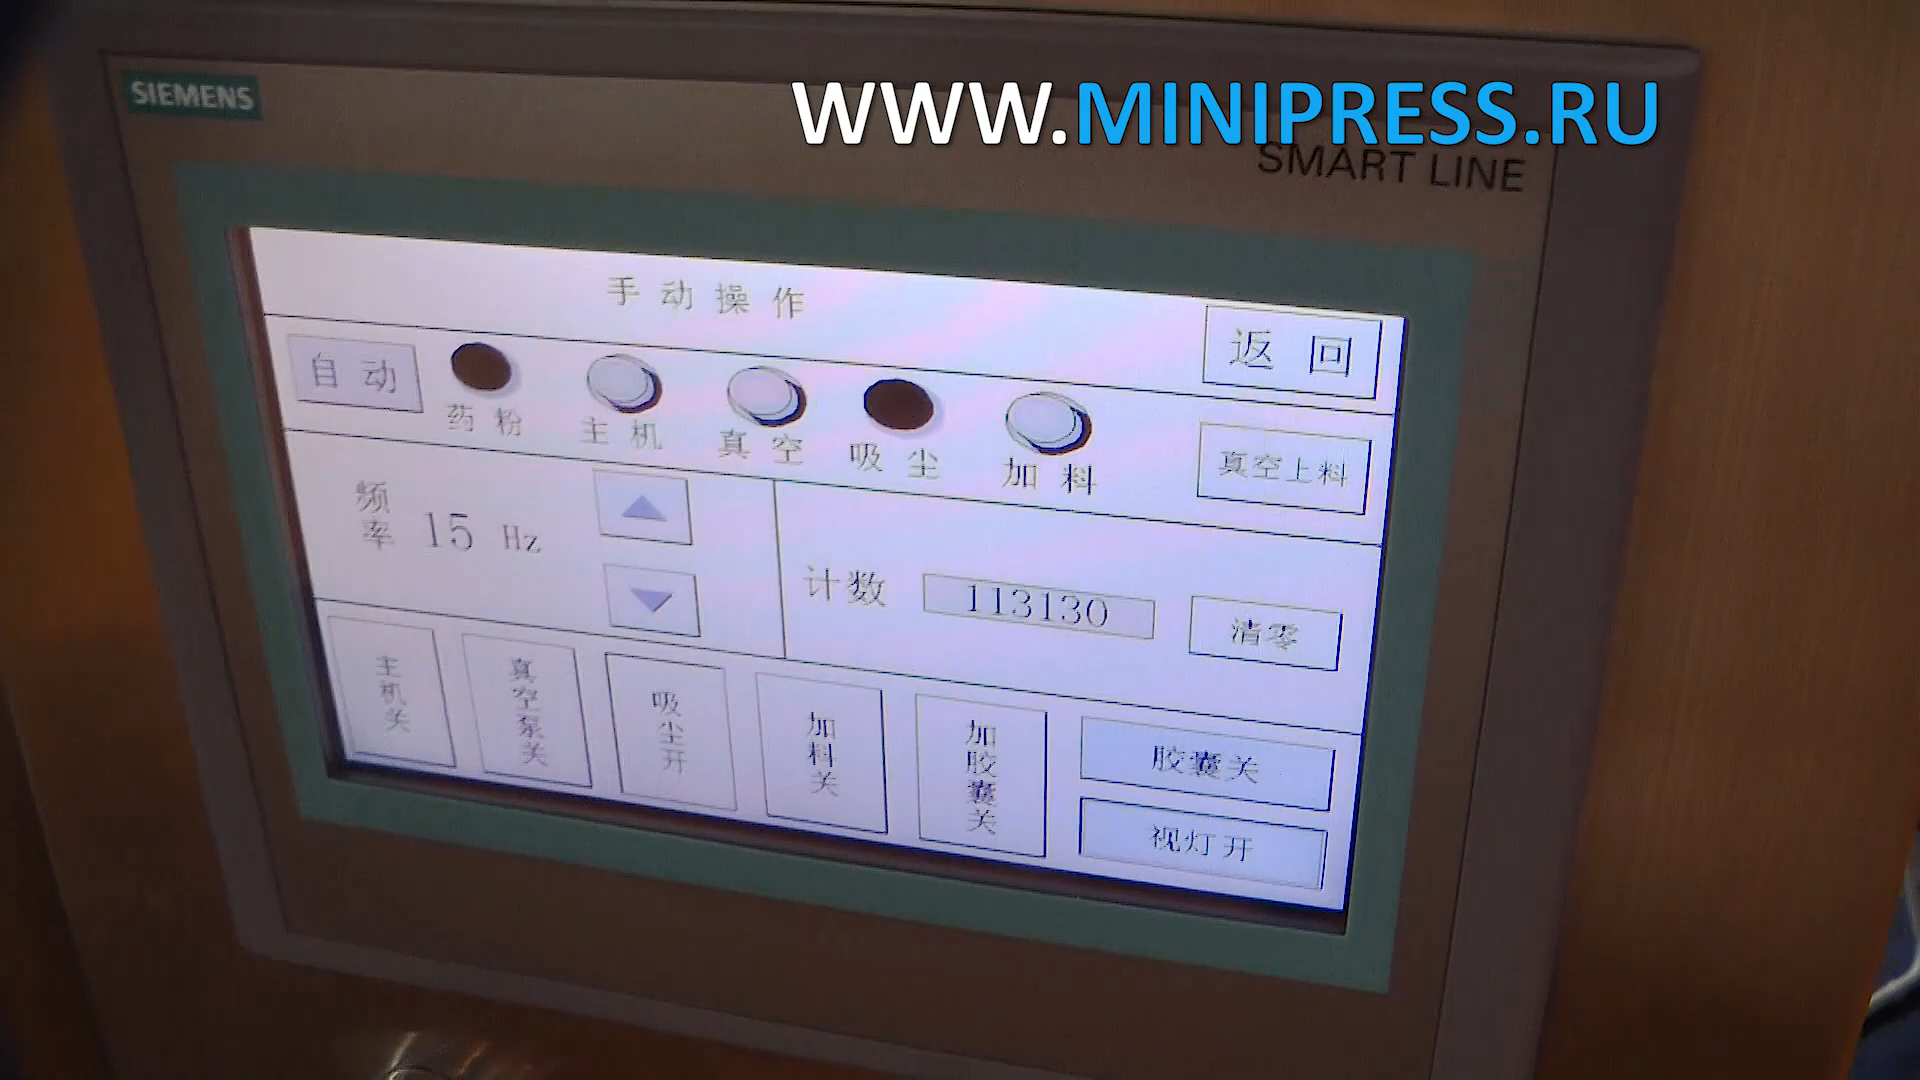 SIEMENS
WWW.MINIPRESS.RU
SMART LINE
手动操作
返回
自动
药粉
主机
真空
吸尘
加料
真空上料
频率 15 Hz
计数 113130 清零
主机关
真空泵关
吸尘开
加料关
加胶囊关
胶囊关
视灯开